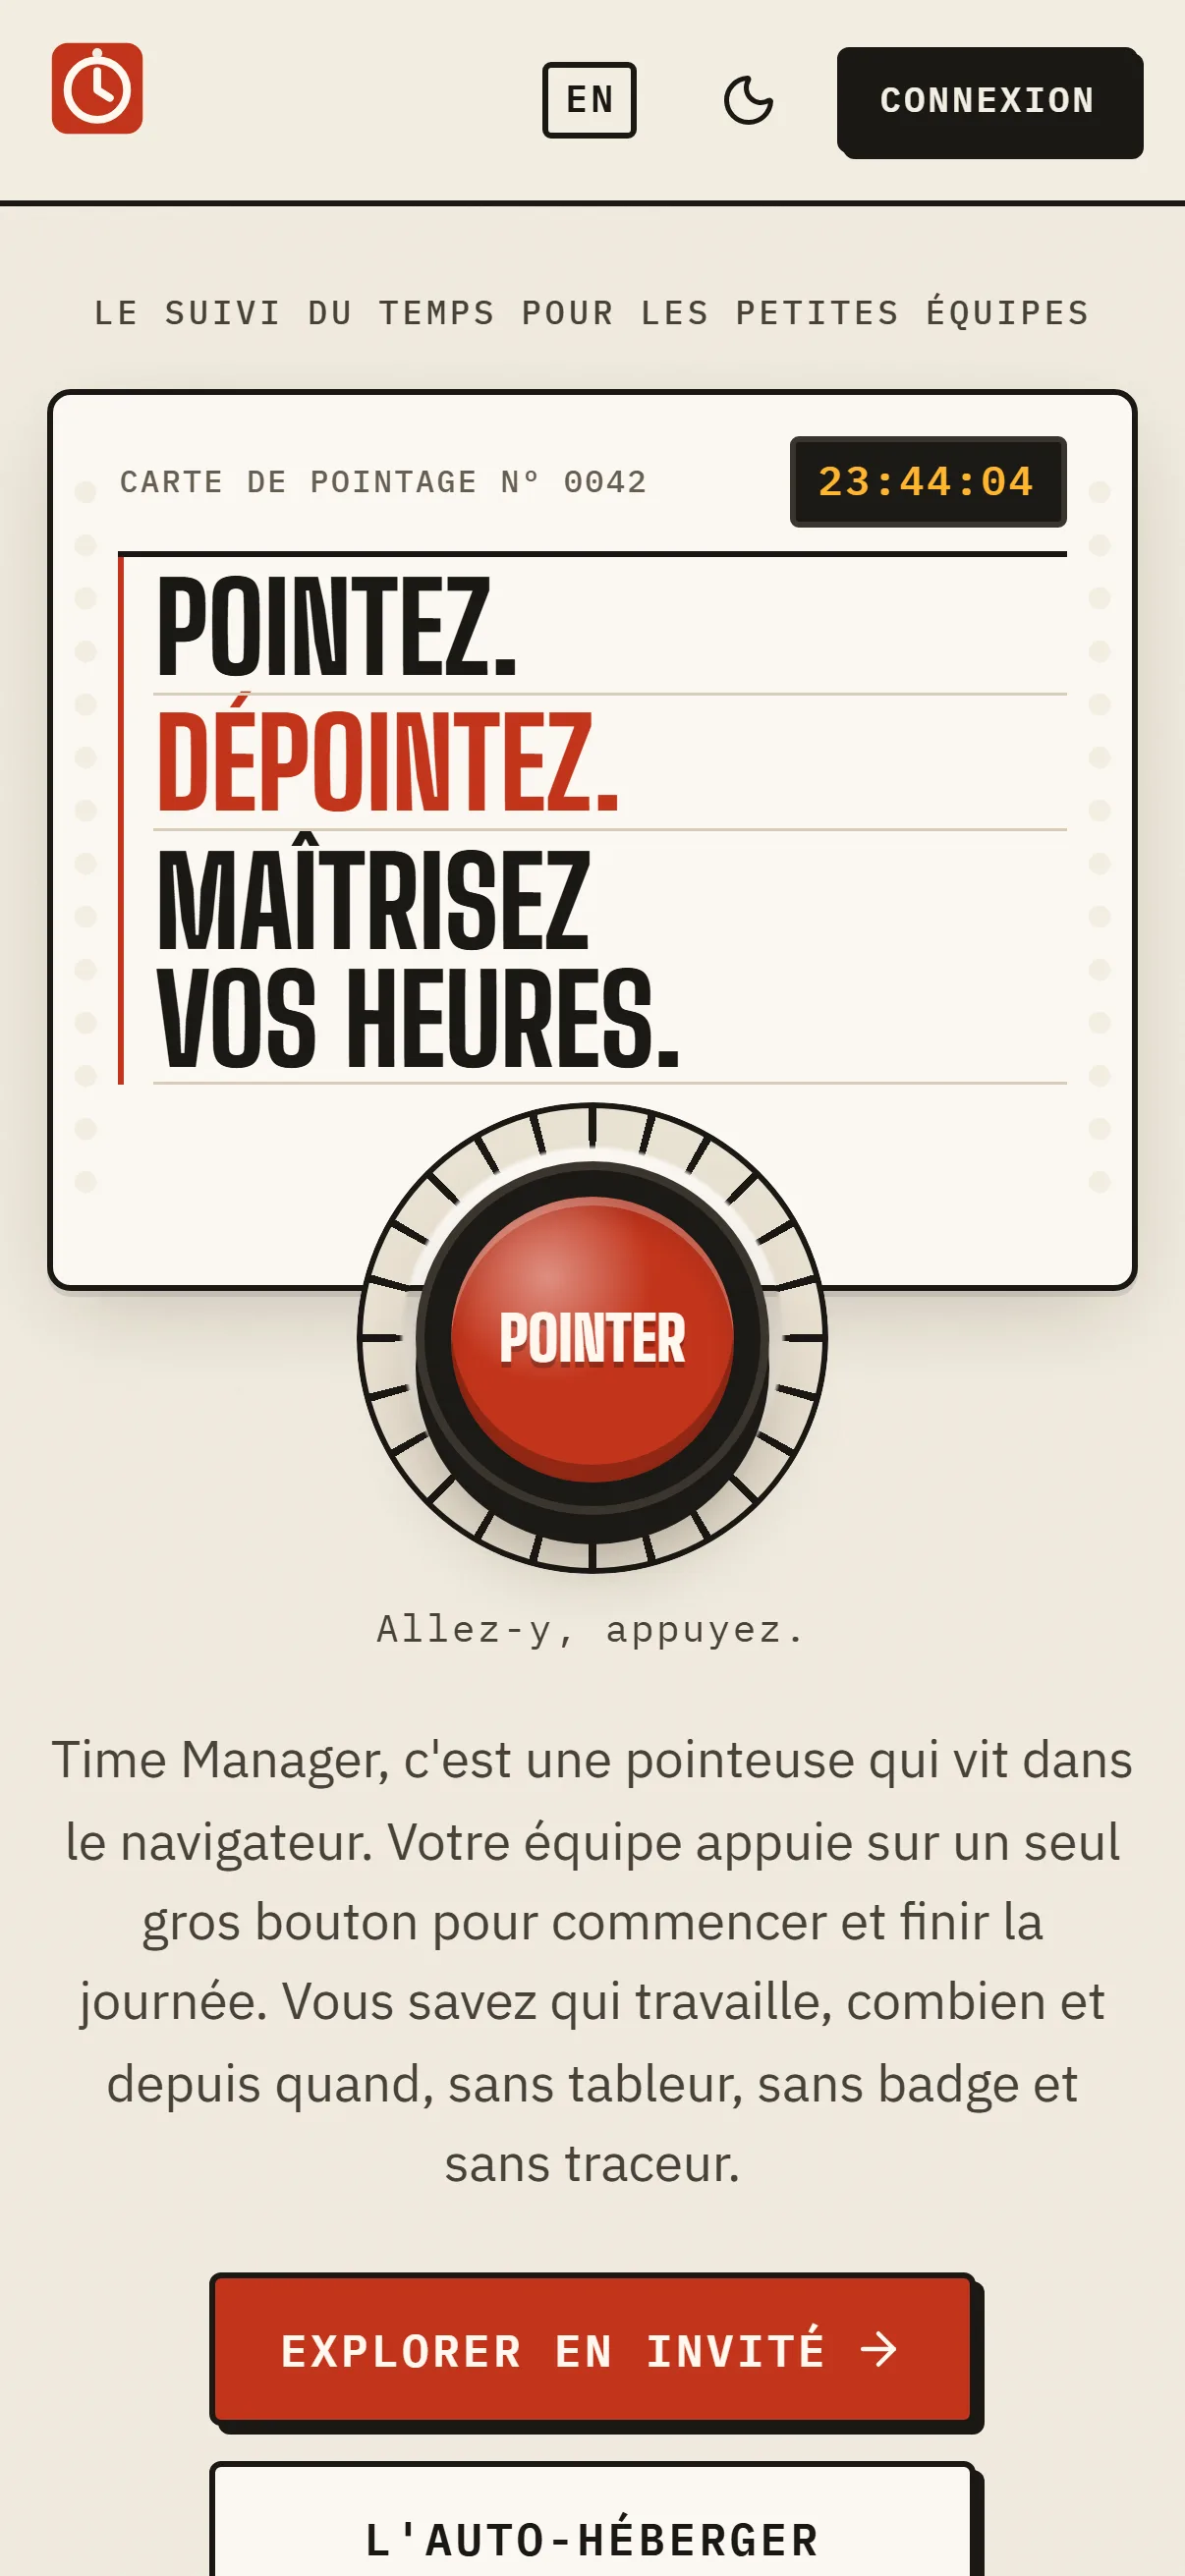 EN
CONNEXION
LE SUIVI DU TEMPS POUR LES PETITES ÉQUIPES
CARTE DE POINTAGE Nº 0042
23:44:04
POINTEZ.
DÉPOINTEZ.
MAÎTRISEZ
VOS HEURES.
POINTER
Allez-y, appuyez.
Time Manager, c'est une pointeuse qui vit dans
le navigateur. Votre équipe appuie sur un seul
gros bouton pour commencer et finir la
journée. Vous savez qui travaille, combien et
depuis quand, sans tableur, sans badge et
sans traceur.
EXPLORER EN INVITÉ →
L'AUTO-HÉBERGER